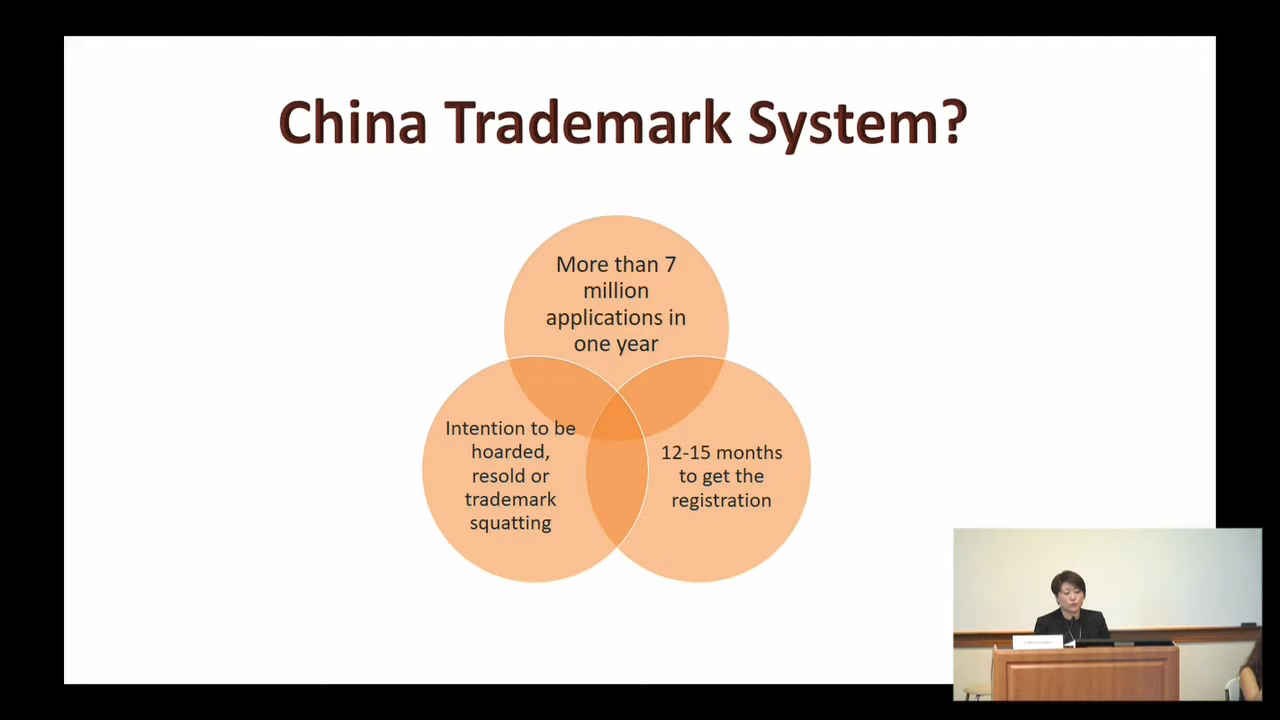 China Trademark System?
More than 7
million
applications in
one year
Intention to be
hoarded,
resold or
trademark
squatting
12-15 months
to get the
registration